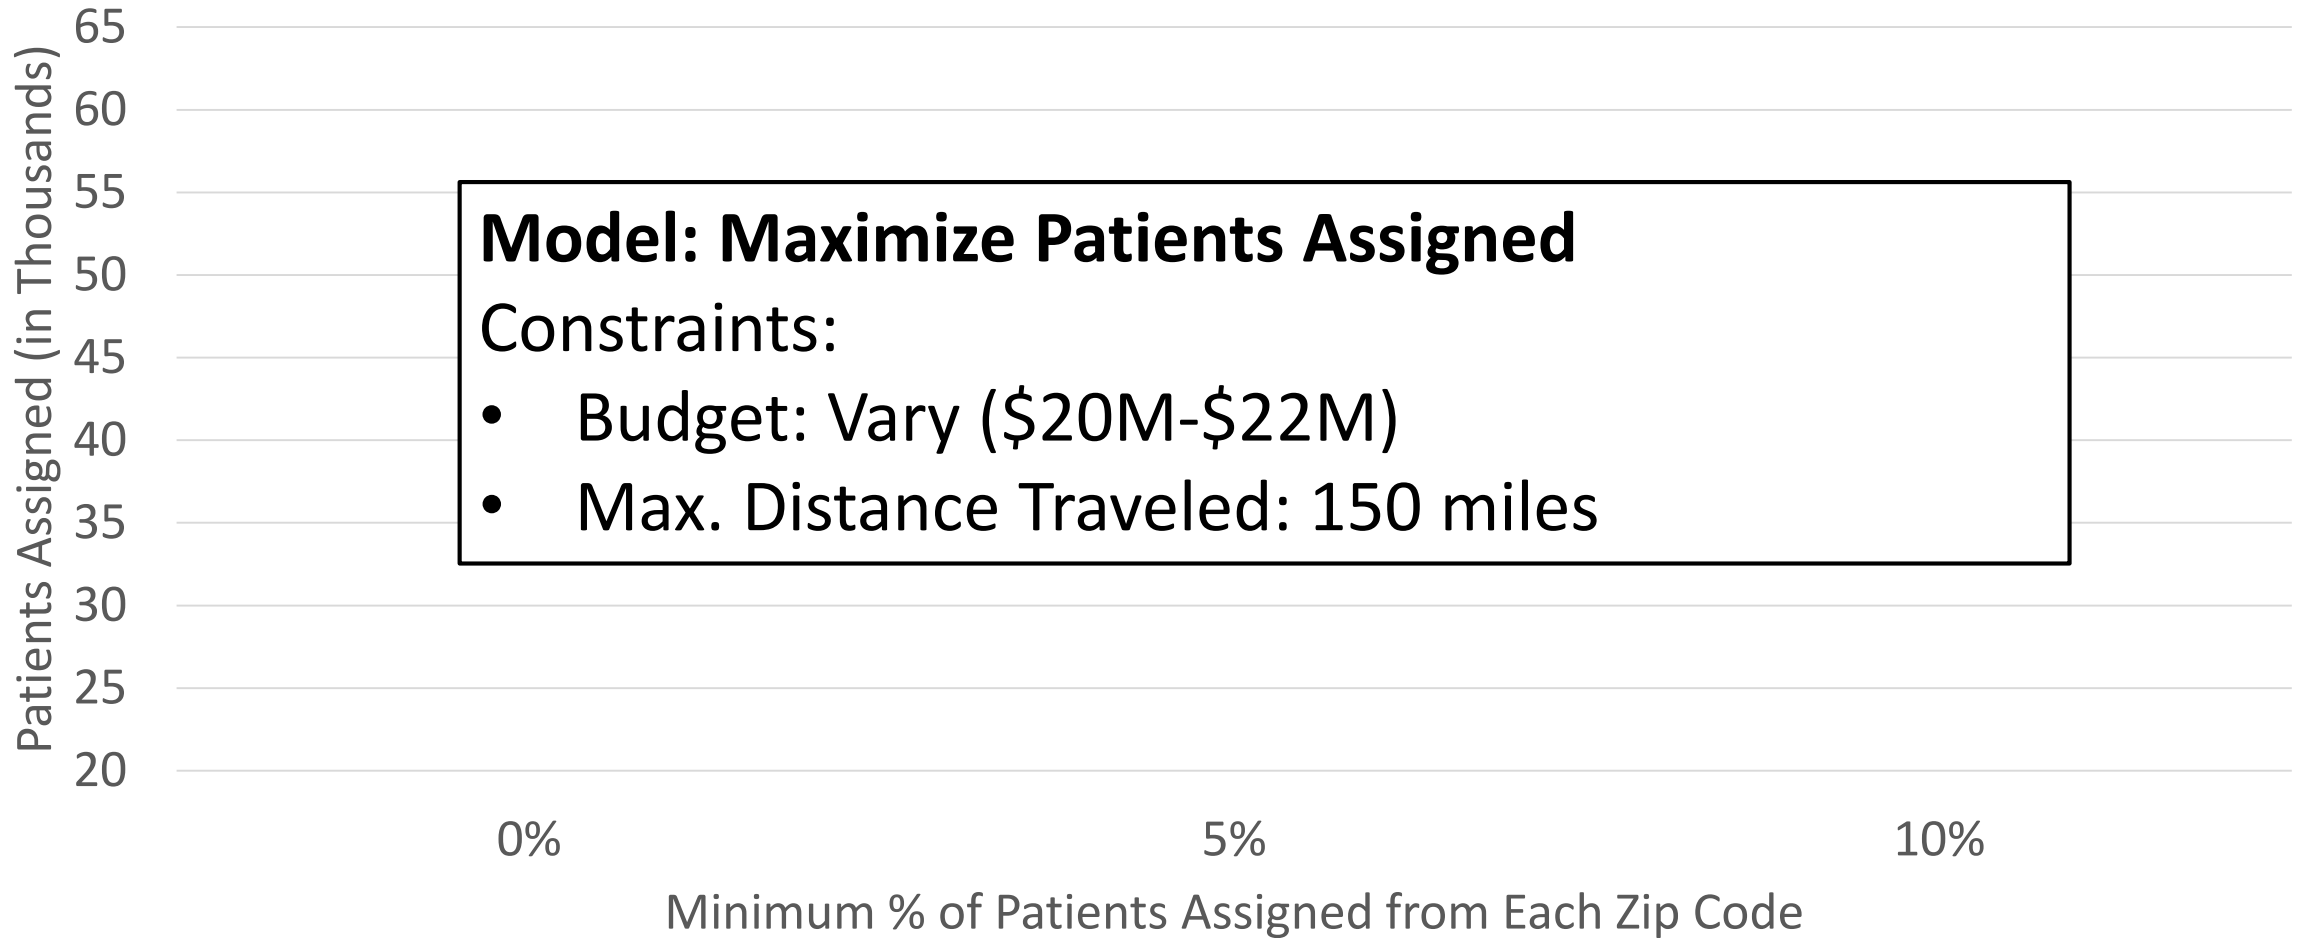 Patients Assigned (in Thousands)
65
60
55
50
45
40
35
30
25
20
Model: Maximize Patients Assigned
Constraints:
• Budget: Vary ($20M-$22M)
• Max. Distance Traveled: 150 miles
0% 5% 10%
Minimum % of Patients Assigned from Each Zip Code